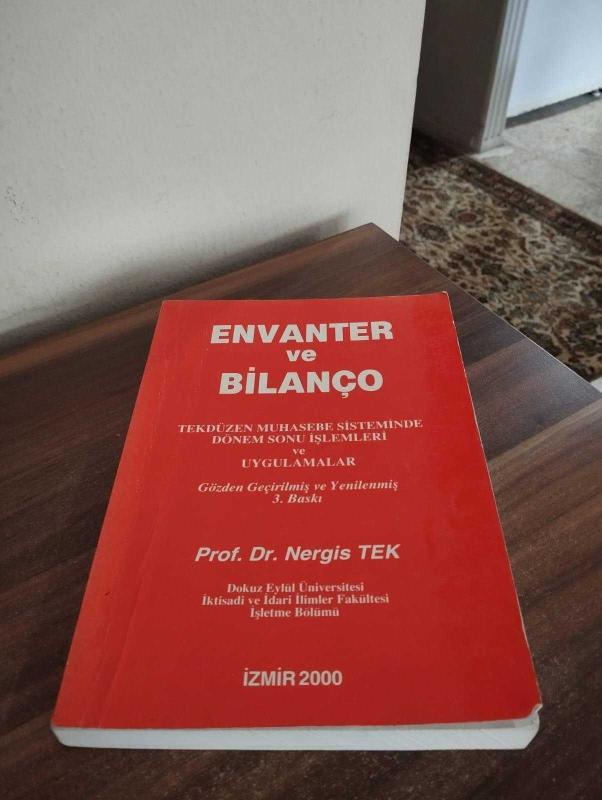 ENVANTER
ve
BİLANÇO
TEKDÜZEN MUHASEBE SİSTEMİNDE
DÖNEM SONU İŞLEMLERİ
ve
UYGULAMALAR
Gözden Geçirilmiş ve Yenilenmiş
3. Baskı
Prof. Dr. Nergis TEK
Dokuz Eylül Üniversitesi
İktisadi ve İdari İlimler Fakültesi
İşletme Bölümü
İZMİR 2000